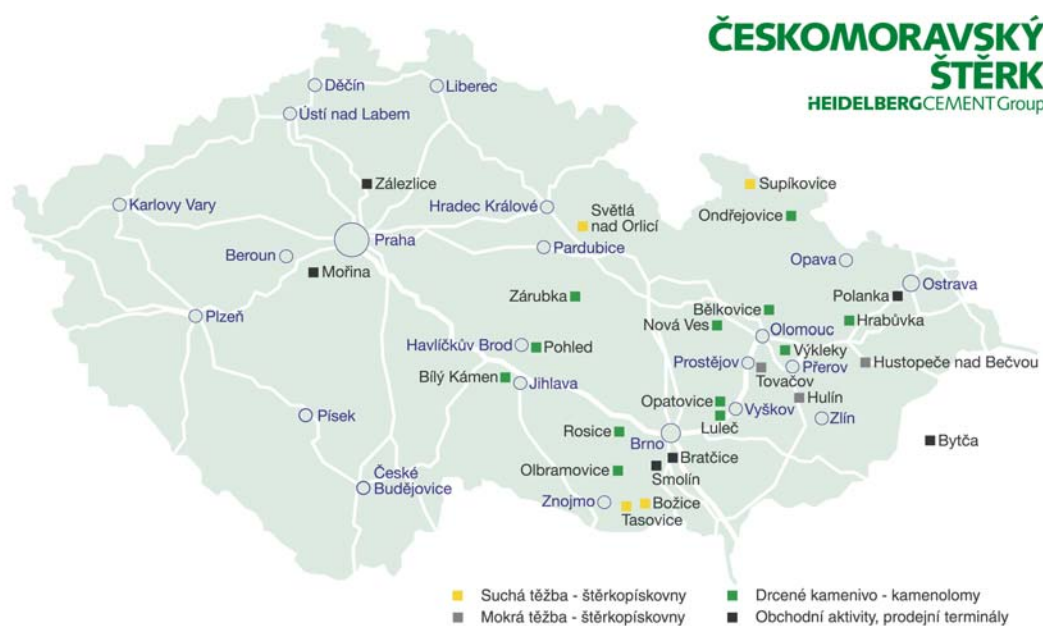 ČESKOMORAVSKÝ
ŠTĚRK
HEIDELBERGCEMENT Group
Děčín
Liberec
Ústí nad Labem
Zálezlice
Supíkovice
Karlovy Vary
Hradec Králové
Světlá
nad Orlicí
Ondřejovice
Praha
Pardubice
Beroun
Opava
Mořina
Ostrava
Polanka
Zárubka
Bělkovice
Plzeň
Nová Ves
Hrabůvka
Olomouc
Havlíčkův Brod
Pohled
Výkleky
Prostějov
Přerov
Hustopeče nad Bečvou
Bílý Kámen
Jihlava
Tovačov
Hulín
Opatovice
Vyškov
Písek
Luleč
Zlín
Rosice
Brno
Bytča
Bratčice
Olbramovice
Smolín
České
Budějovice
Znojmo
Božice
Tasovice
Suchá těžba - štěrkopískovny
Drcené kamenivo - kamenolomy
Mokrá těžba - štěrkopískovny
Obchodní aktivity, prodejní terminály